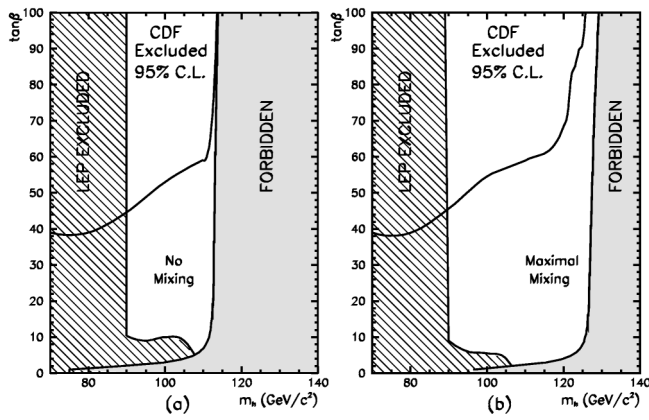 tanβ
100
90
80
70
60
50
40
30
20
10
0
LEP EXCLUDED
CDF
Excluded
95% C.L.
No
Mixing
FORBIDDEN
80
100
120
140
(a)
mₕ (GeV/c²)
tanβ
100
90
80
70
60
50
40
30
20
10
0
LEP EXCLUDED
CDF
Excluded
95% C.L.
Maximal
Mixing
FORBIDDEN
80
100
120
140
(b)
mₕ (GeV/c²)